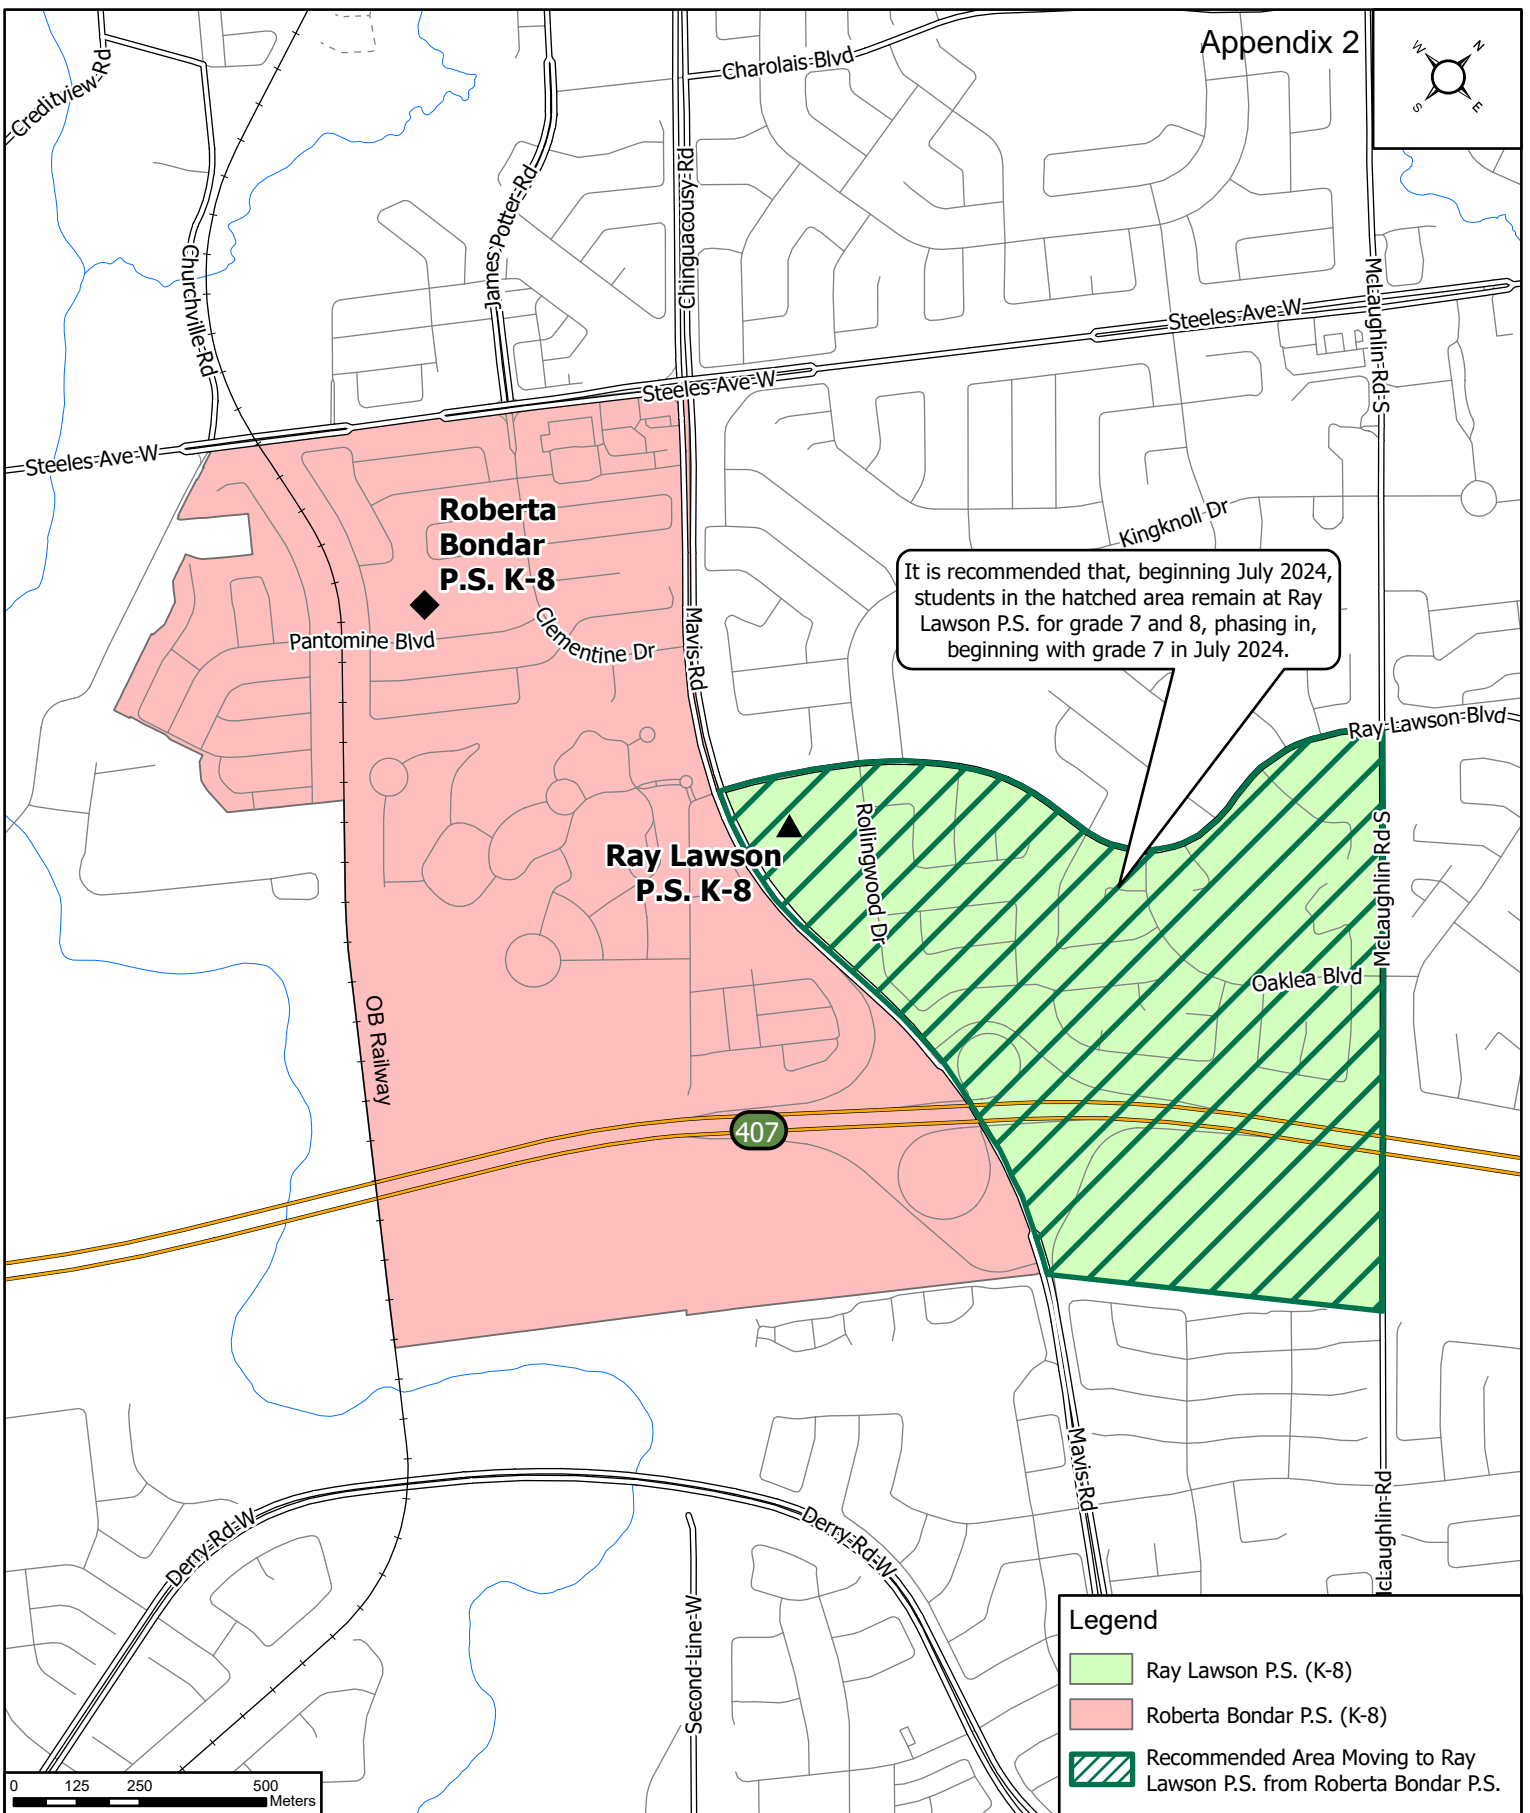 Appendix 2
W
N
S
E
Creditview Rd
Charolais Blvd
Churchville Rd
James Potter Rd
Chinguacousy Rd
McLaughlin Rd S
Steeles Ave W
Steeles Ave W
Steeles Ave W
Roberta
Bondar
P.S. K-8
Kingknoll Dr
It is recommended that, beginning July 2024,
students in the hatched area remain at Ray
Lawson P.S. for grade 7 and 8, phasing in,
beginning with grade 7 in July 2024.
Pantomine Blvd
Clementine Dr
Mavis Rd
Ray Lawson Blvd
Ray Lawson
P.S. K-8
Rollingwood Dr
McLaughlin Rd S
Oaklea Blvd
OB Railway
407
Mavis Rd
Derry Rd W
Derry Rd W
Second Line W
cLaughlin Rd
Legend
Ray Lawson P.S. (K-8)
Roberta Bondar P.S. (K-8)
Recommended Area Moving to Ray
Lawson P.S. from Roberta Bondar P.S.
0 125 250 500
Meters